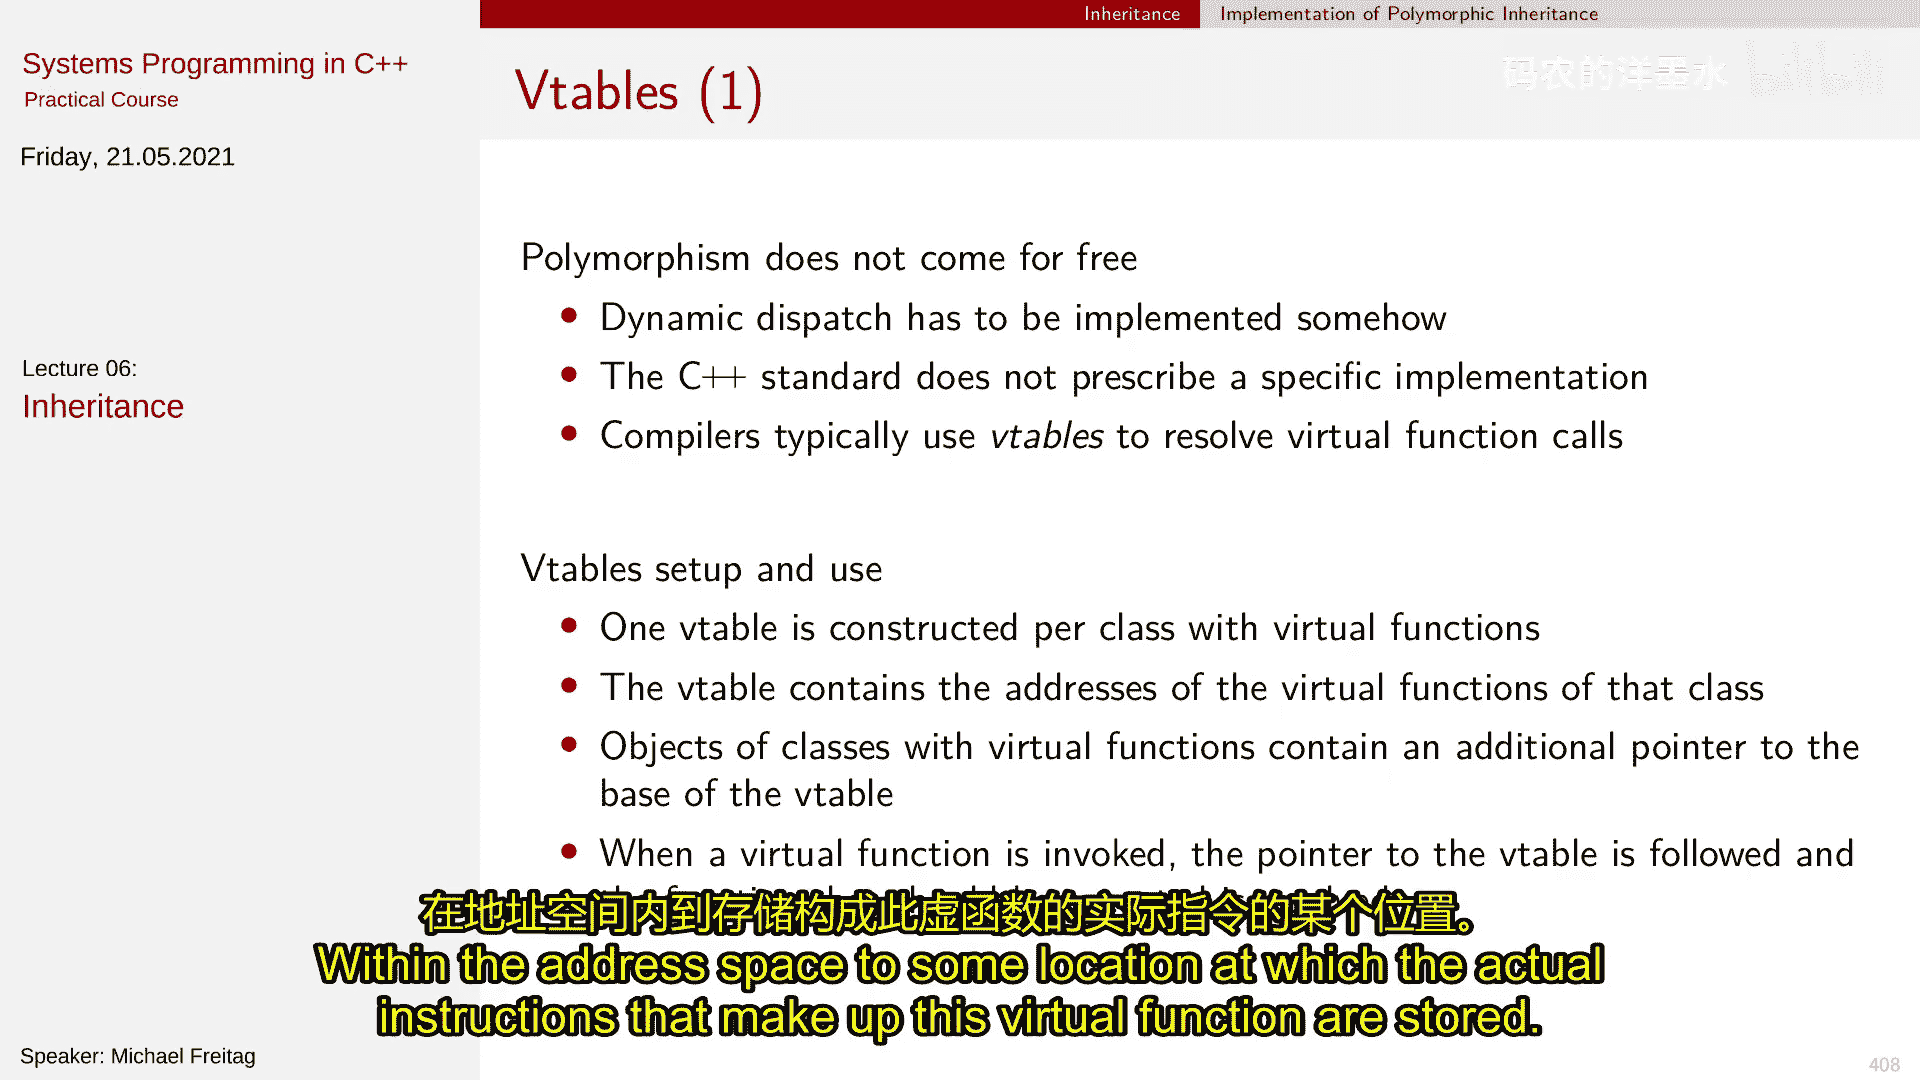 Inheritance
Implementation of Polymorphic Inheritance
Systems Programming in C++
Practical Course
Friday, 21.05.2021
Lecture 06:
Inheritance
Vtables (1)
码农的洋墨水
Polymorphism does not come for free
• Dynamic dispatch has to be implemented somehow
• The C++ standard does not prescribe a specific implementation
• Compilers typically use vtables to resolve virtual function calls
Vtables setup and use
• One vtable is constructed per class with virtual functions
• The vtable contains the addresses of the virtual functions of that class
• Objects of classes with virtual functions contain an additional pointer to the
base of the vtable
• When a virtual function is invoked, the pointer to the vtable is followed and
在地址空间内到存储构成此虚函数的实际指令的某个位置。
Within the address space to some location at which the actual
instructions that make up this virtual function are stored.
Speaker: Michael Freitag
408